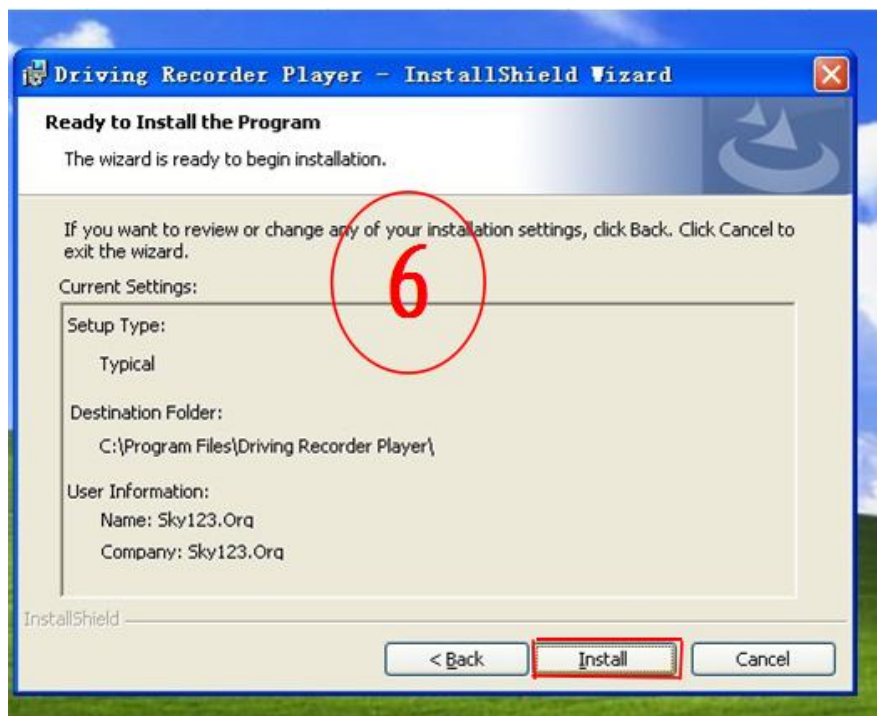 Driving Recorder Player - InstallShield Wizard
Ready to Install the Program
The wizard is ready to begin installation.
If you want to review or change any of your installation settings, click Back. Click Cancel to
exit the wizard.
6
Current Settings:
Setup Type:
Typical
Destination Folder:
C:\Program Files\Driving Recorder Player\
User Information:
Name: Sky123.Org
Company: Sky123.Org
InstallShield
< Back
Install
Cancel